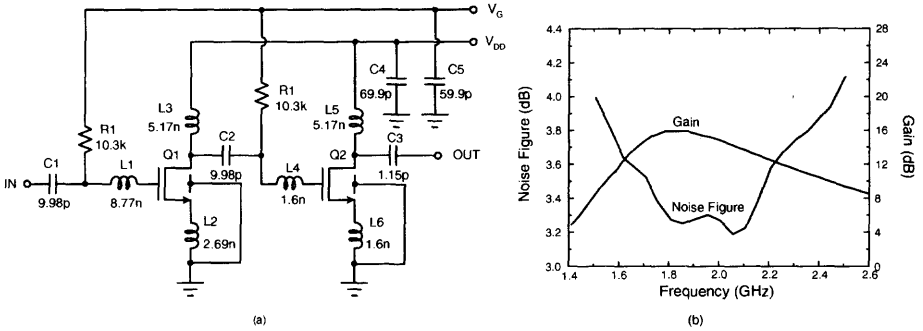 V_G
V_DD
C4
69.9p
C5
59.9p
R1
10.3k
L3
5.17n
R1
10.3k
L5
5.17n
C1
9.98p
IN
L1
8.77n
Q1
C2
9.98p
L4
1.6n
Q2
C3
1.15p
OUT
L2
2.69n
L6
1.6n
(a)
Noise Figure (dB)
4.4
4.2
4.0
3.8
3.6
3.4
3.2
3.0
Gain
Noise Figure
28
24
20
16
12
8
4
0
Gain (dB)
1.4 1.6 1.8 2.0 2.2 2.4 2.6
Frequency (GHz)
(b)